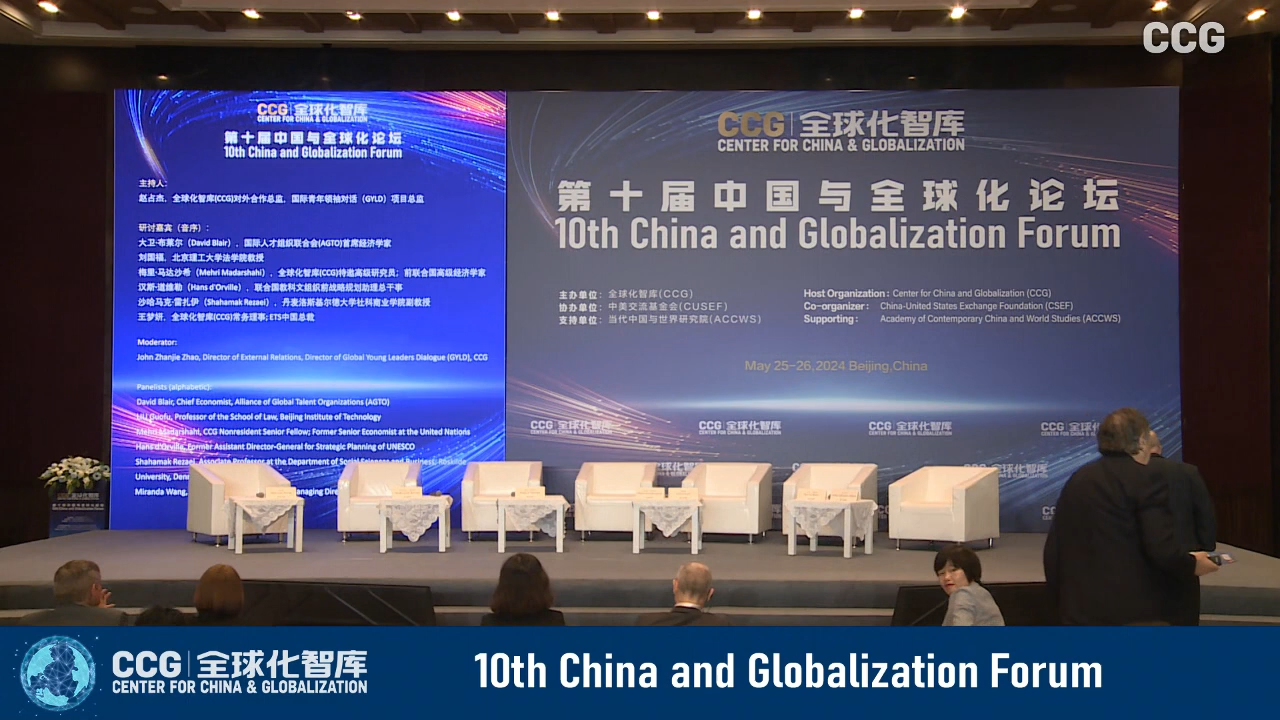 CCG
CCG 全球化智库
CENTER FOR CHINA & GLOBALIZATION
第十届中国与全球化论坛
10th China and Globalization Forum
主持人:
赵占杰, 全球化智库(CCG)对外合作总监, 国际青年领袖对话 (GYLD) 项目总监
研讨嘉宾 (音序) :
大卫·布莱尔 (David Blair) , 国际人才组织联合会(AGTO)首席经济学家
刘国福, 北京理工大学法学院教授
梅里·马达沙希 (Mehri Madarshahi) , 全球化智库(CCG)特邀高级研究员; 前联合国高级经济学家
汉斯·道维勒 (Hans d'Orville) , 联合国教科文组织前战略规划助理总干事
沙哈马克·雷扎伊 (Shahamak Rezaei) , 丹麦洛斯基尔德大学社科商业学院副教授
王梦妍, 全球化智库(CCG)常务理事; ETS中国总裁
Moderator:
John Zhanjie Zhao, Director of External Relations, Director of Global Young Leaders Dialogue (GYLD), CCG
Panelists (alphabetic):
David Blair, Chief Economist, Alliance of Global Talent Organizations (AGTO)
LIU Guofu, Professor of the School of Law, Beijing Institute of Technology
Mehri Madarshahi, CCG Nonresident Senior Fellow; Former Senior Economist at the United Nations
Hans d'Orville, Former Assistant Director-General for Strategic Planning of UNESCO
Shahamak Rezaei, Associate Professor at the Department of Social Sciences and Business, Roskilde
University,
Miranda Wang,
CCG 全球化智库
CENTER FOR CHINA & GLOBALIZATION
第十届中国与全球化论坛
10th China and Globalization Forum
主办单位: 全球化智库(CCG)
协办单位: 中美交流基金会(CUSEF)
支持单位: 当代中国与世界研究院(ACCWS)
Host Organization: Center for China and Globalization (CCG)
Co-organizer: China-United States Exchange Foundation (CSEF)
Supporting: Academy of Contemporary China and World Studies (ACCWS)
May 25-26,2024 Beijing,China
CCG 全球化智库
CCG 全球化智库
CCG 全球化智库
CCG 全球化智库
CENTER FOR CHINA & GLOBALIZATION
10th China and Globalization Forum